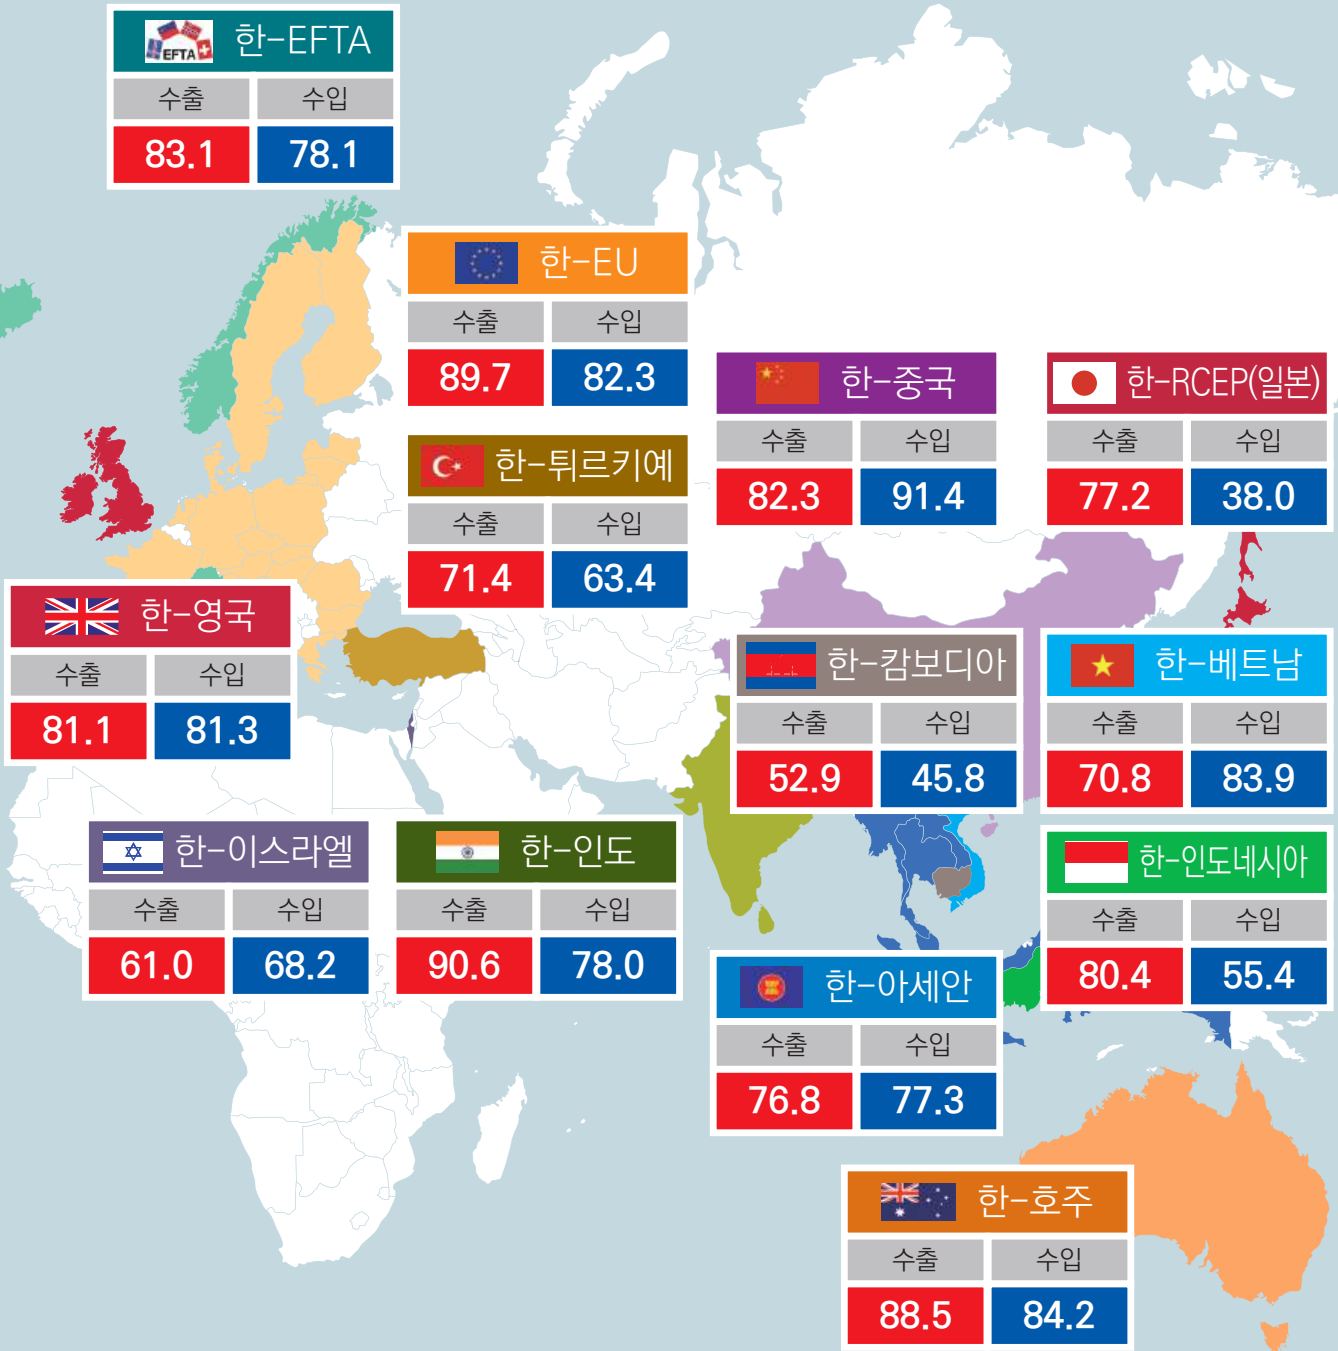 EFTA 한-EFTA
수출 수입
83.1 78.1
한-EU
수출 수입
89.7 82.3
한-중국
수출 수입
82.3 91.4
한-RCEP(일본)
수출 수입
77.2 38.0
한-튀르키예
수출 수입
71.4 63.4
한-영국
수출 수입
81.1 81.3
한-캄보디아
수출 수입
52.9 45.8
한-베트남
수출 수입
70.8 83.9
한-이스라엘
수출 수입
61.0 68.2
한-인도
수출 수입
90.6 78.0
한-인도네시아
수출 수입
80.4 55.4
한-아세안
수출 수입
76.8 77.3
한-호주
수출 수입
88.5 84.2